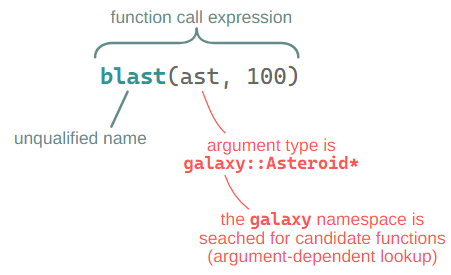 function call expression
blast(ast, 100)
unqualified name
argument type is
galaxy::Asteroid*
the galaxy namespace is
seached for candidate functions
(argument-dependent lookup)